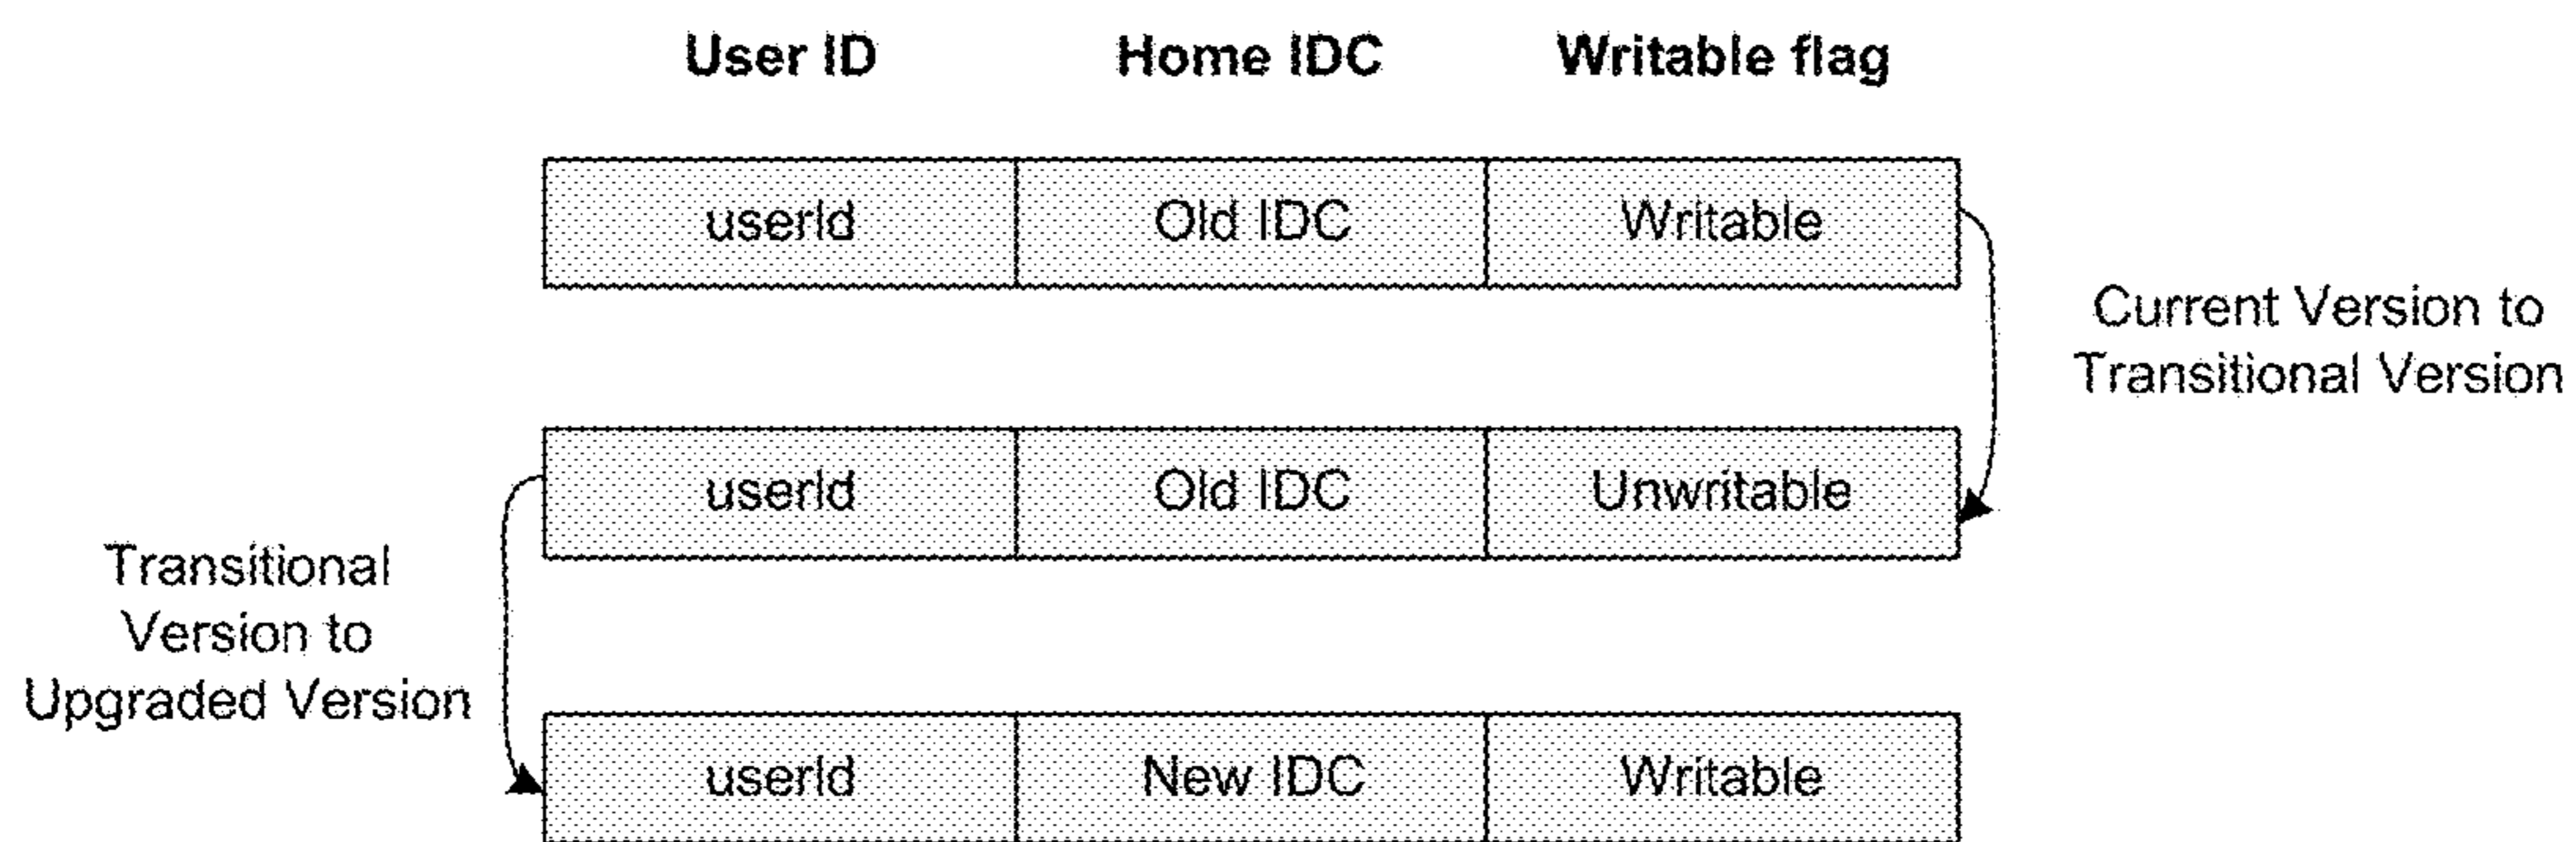 User ID Home IDC Writable flag
userId Old IDC Writable
Current Version to
Transitional Version
userId Old IDC Unwritable
Transitional
Version to
Upgraded Version
userId New IDC Writable